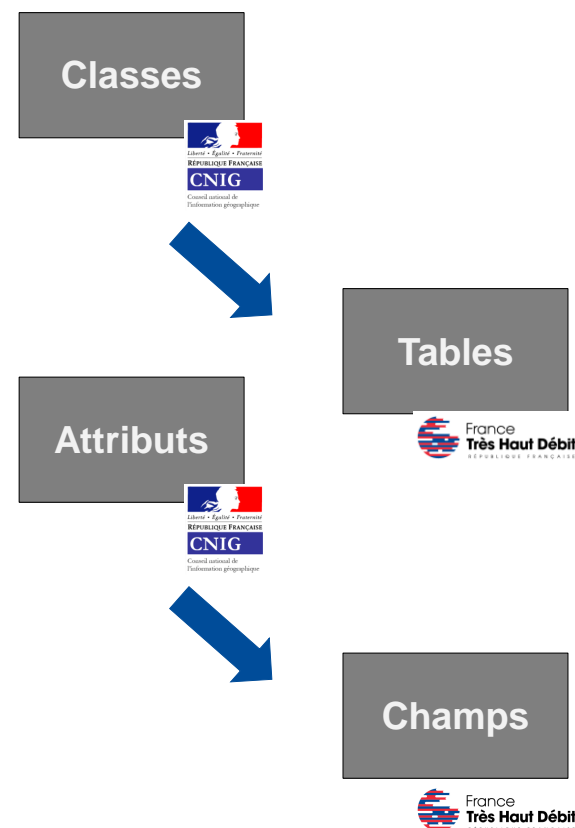 Classes
Liberté • Égalité • Fraternité
RÉPUBLIQUE FRANÇAISE
CNIG
Conseil national de
l'information géographique
Tables
France
Très Haut Débit
RÉPUBLIQUE FRANÇAISE
Attributs
Liberté • Égalité • Fraternité
RÉPUBLIQUE FRANÇAISE
CNIG
Conseil national de
l'information géographique
Champs
France
Très Haut Débit